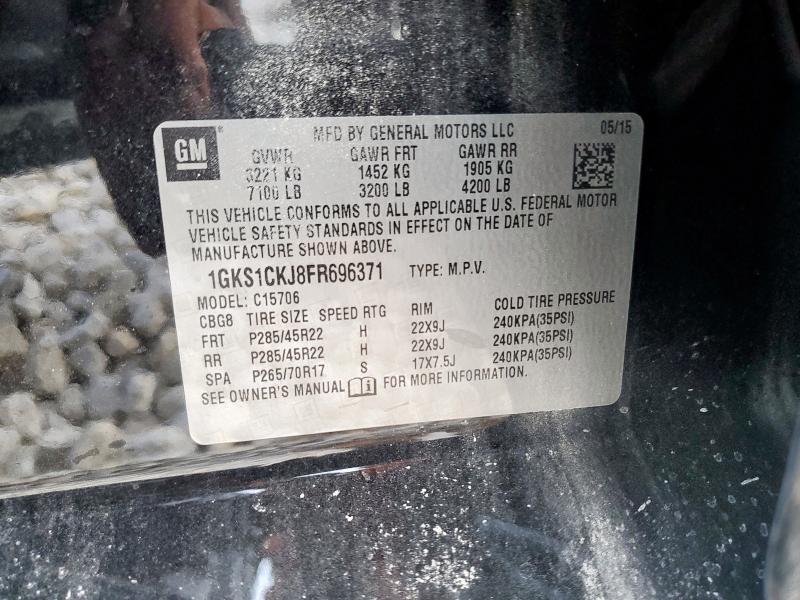 GM
MFD BY GENERAL MOTORS LLC 05/15
GVWR GAWR FRT GAWR RR
3221 KG 1452 KG 1905 KG
7100 LB 3200 LB 4200 LB
THIS VEHICLE CONFORMS TO ALL APPLICABLE U.S. FEDERAL MOTOR
VEHICLE SAFETY STANDARDS IN EFFECT ON THE DATE OF
MANUFACTURE SHOWN ABOVE.
1GKS1CKJ8FR696371 TYPE: M.P.V.
MODEL: C15706
CBG8 TIRE SIZE SPEED RTG RIM COLD TIRE PRESSURE
FRT P285/45R22 H 22X9J 240KPA(35PSI)
RR P285/45R22 H 22X9J 240KPA(35PSI)
SPA P265/70R17 S 17X7.5J 240KPA(35PSI)
SEE OWNER'S MANUAL FOR MORE INFORMATION.